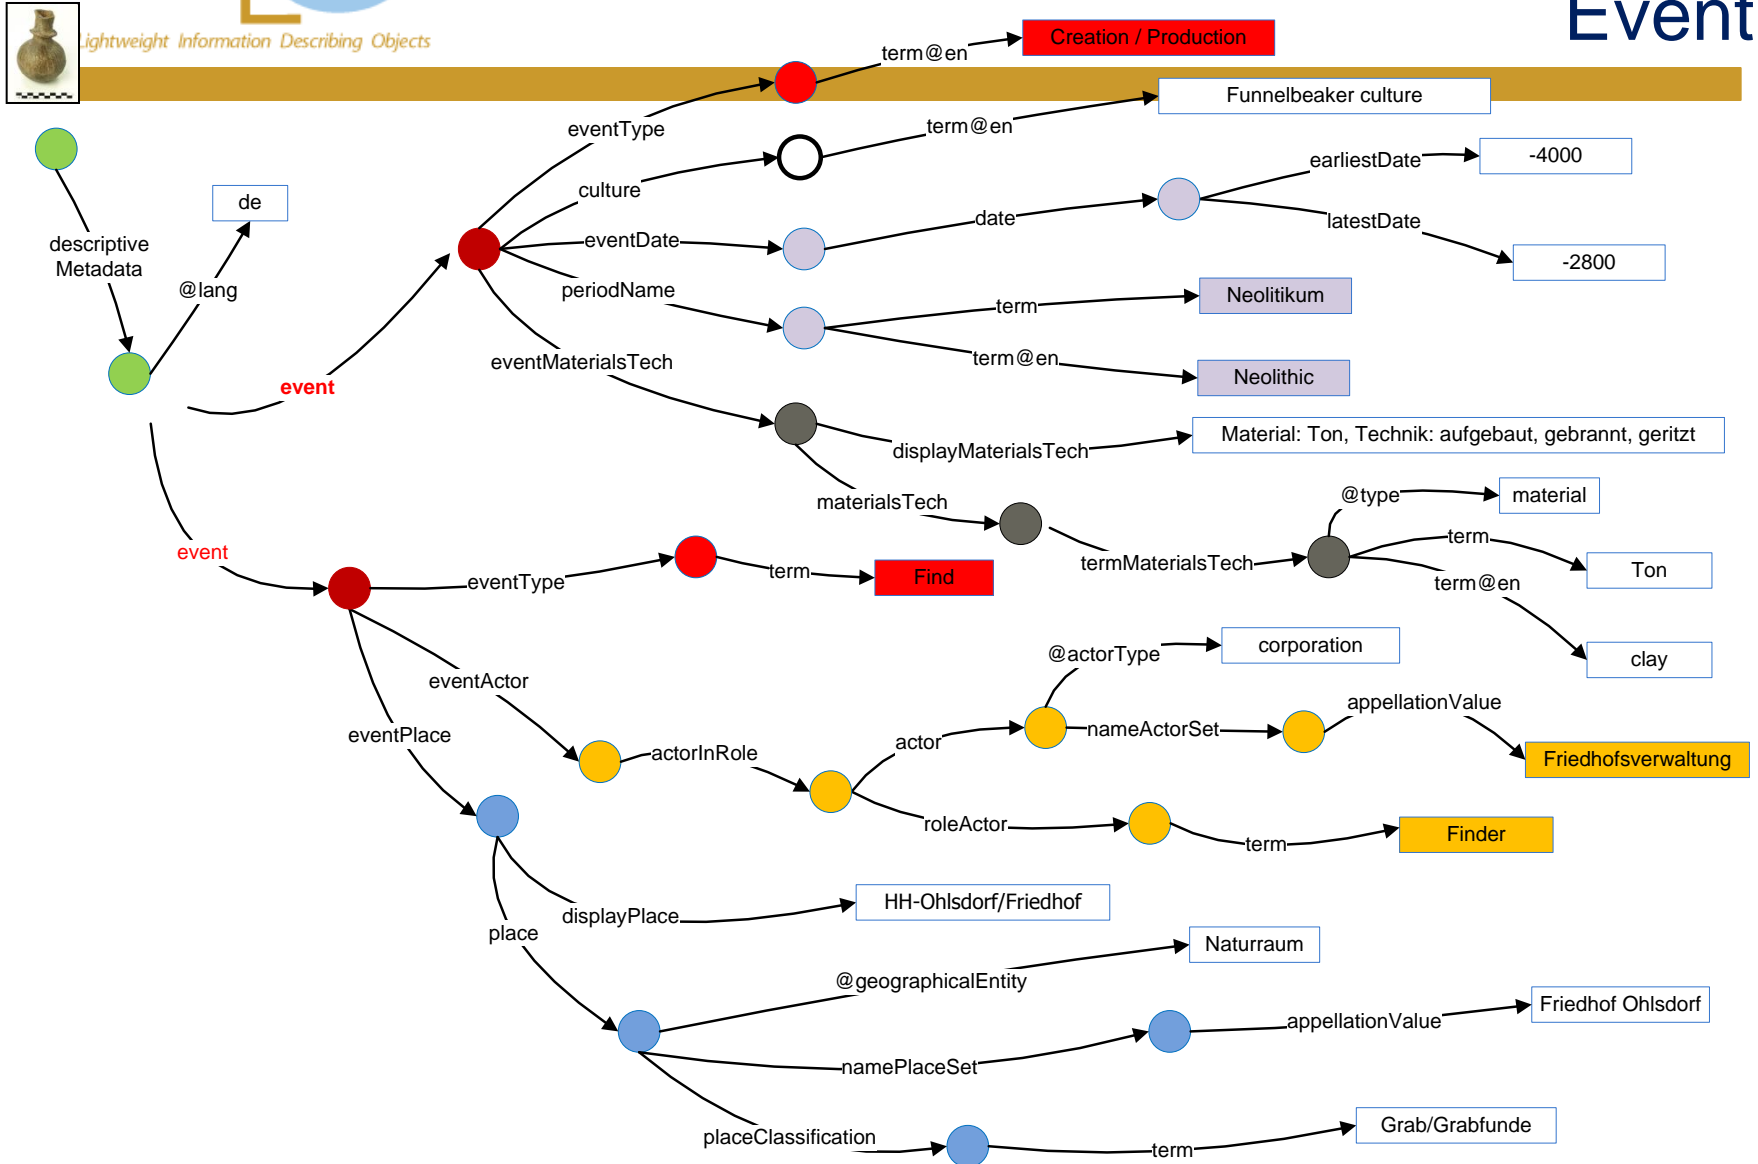 Event
Lightweight Information Describing Objects
term@en
Creation / Production
eventType
term@en
Funnelbeaker culture
culture
earliestDate
-4000
de
date
latestDate
descriptive
Metadata
eventDate
-2800
@lang
periodName
term
Neolitikum
eventMaterialsTech
term@en
Neolithic
event
displayMaterialsTech
Material: Ton, Technik: aufgebaut, gebrannt, geritzt
materialsTech
@type
material
event
eventType
term
Find
termMaterialsTech
term
Ton
term@en
eventActor
@actorType
corporation
clay
eventPlace
actorInRole
actor
nameActorSet
appellationValue
Friedhofsverwaltung
roleActor
term
Finder
displayPlace
HH-Ohlsdorf/Friedhof
place
@geographicalEntity
Naturraum
namePlaceSet
appellationValue
Friedhof Ohlsdorf
placeClassification
term
Grab/Grabfunde